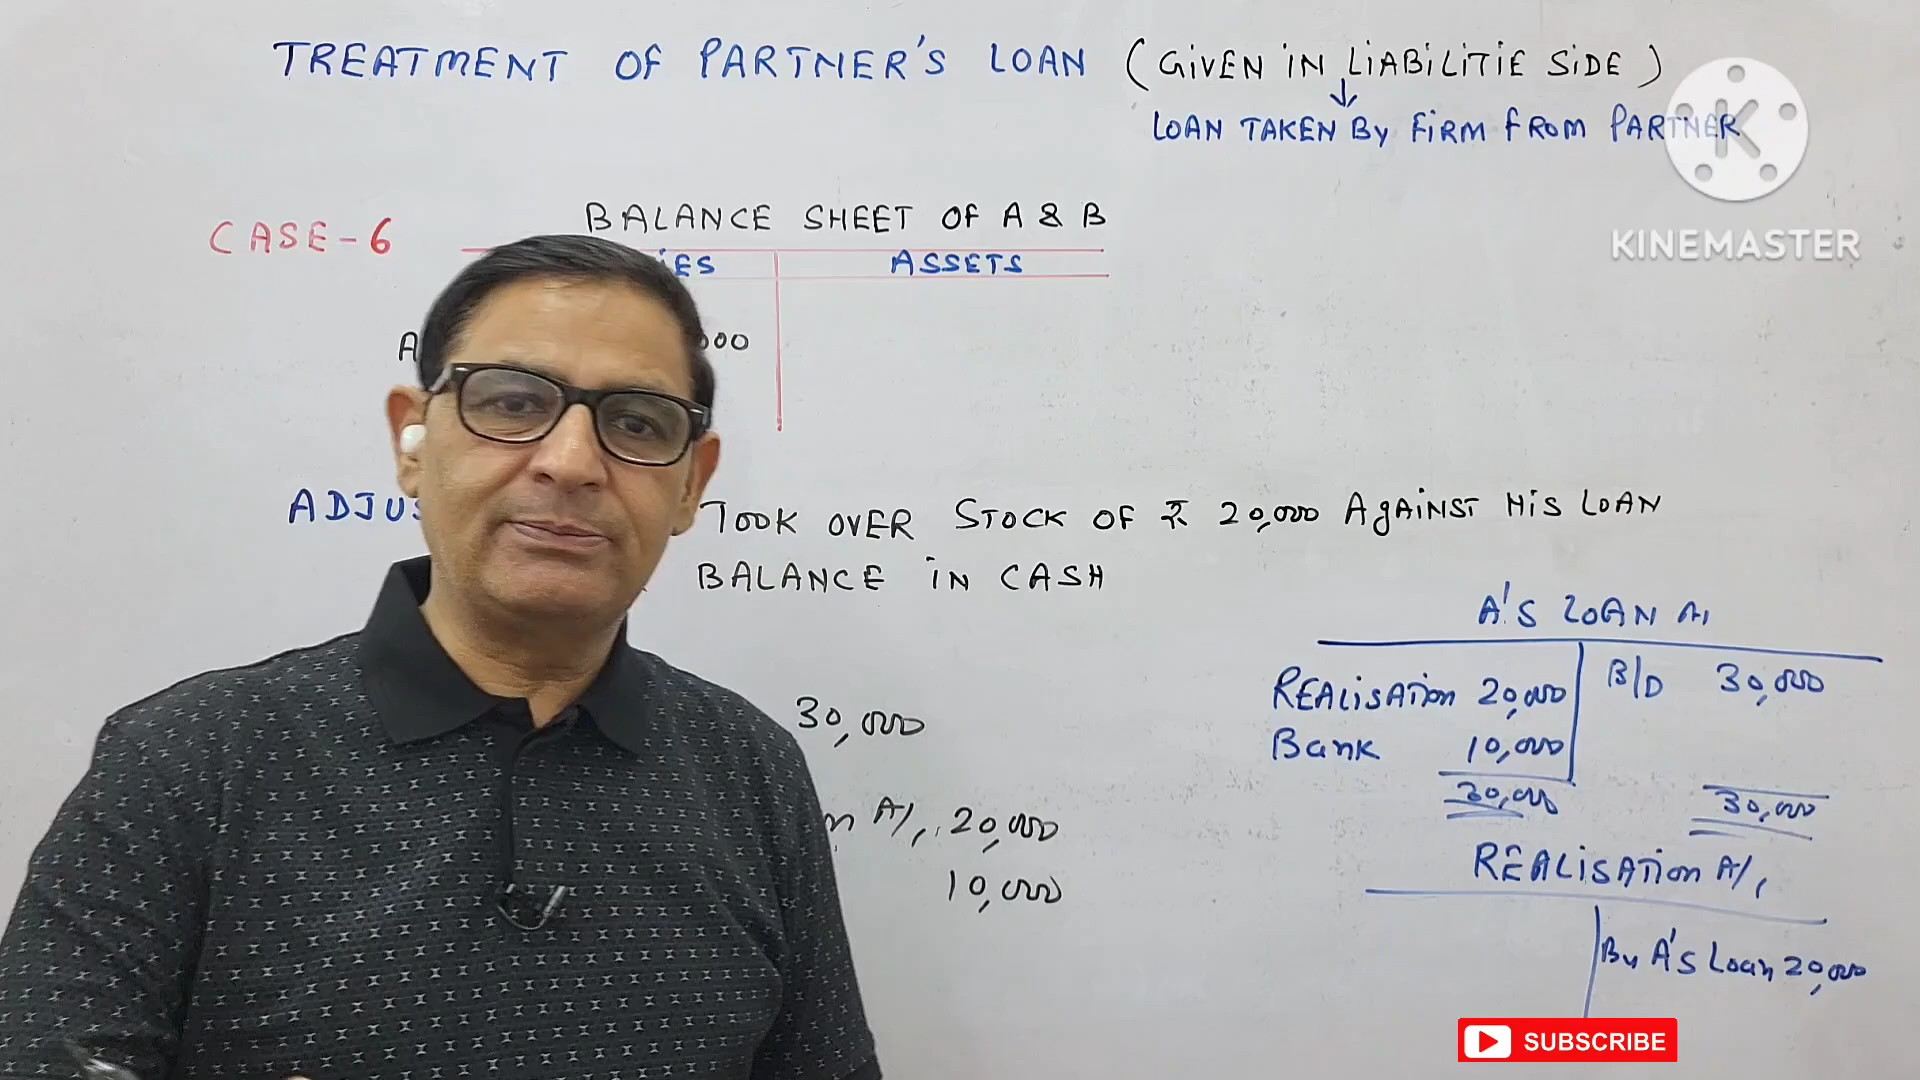 TREATMENT OF PARTNER'S LOAN (GIVEN IN LIABILITIE SIDE)
LOAN TAKEN BY FIRM FROM PARTNER
KINEMASTER
CASE-6
BALANCE SHEET OF A & B
IES ASSETS
A 000
ADJUS TOOK OVER STOCK OF ₹ 20,000 AGAINST HIS LOAN
BALANCE IN CASH
A'S LOAN A/
REALISATION 20,000 B/D 30,000
Bank 10,000
30,000 30,000
30,000
n A/c 20,000
10,000
REALISATION A/c
By A's Loan 20,000
SUBSCRIBE